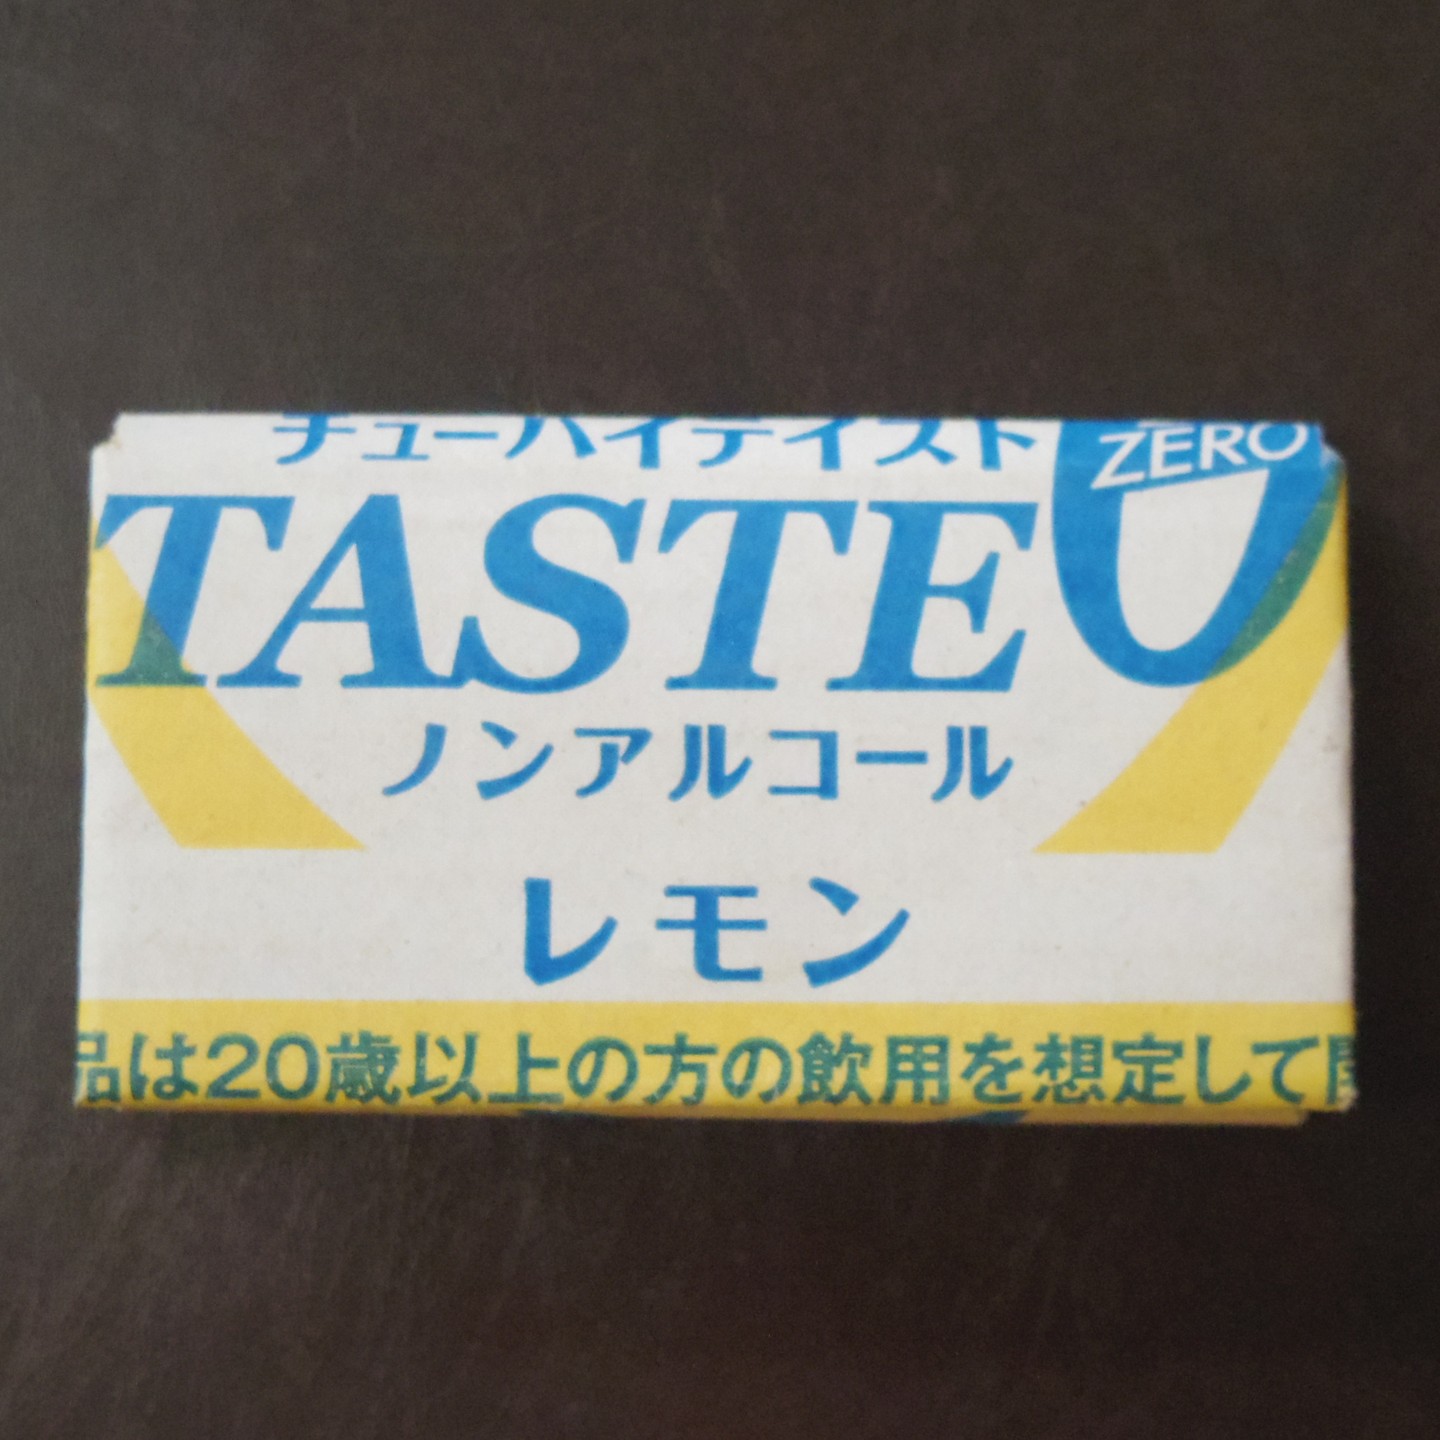 チューハイテイスト
ZERO
TASTE0
ノンアルコール
レモン
品は20歳以上の方の飲用を想定して開